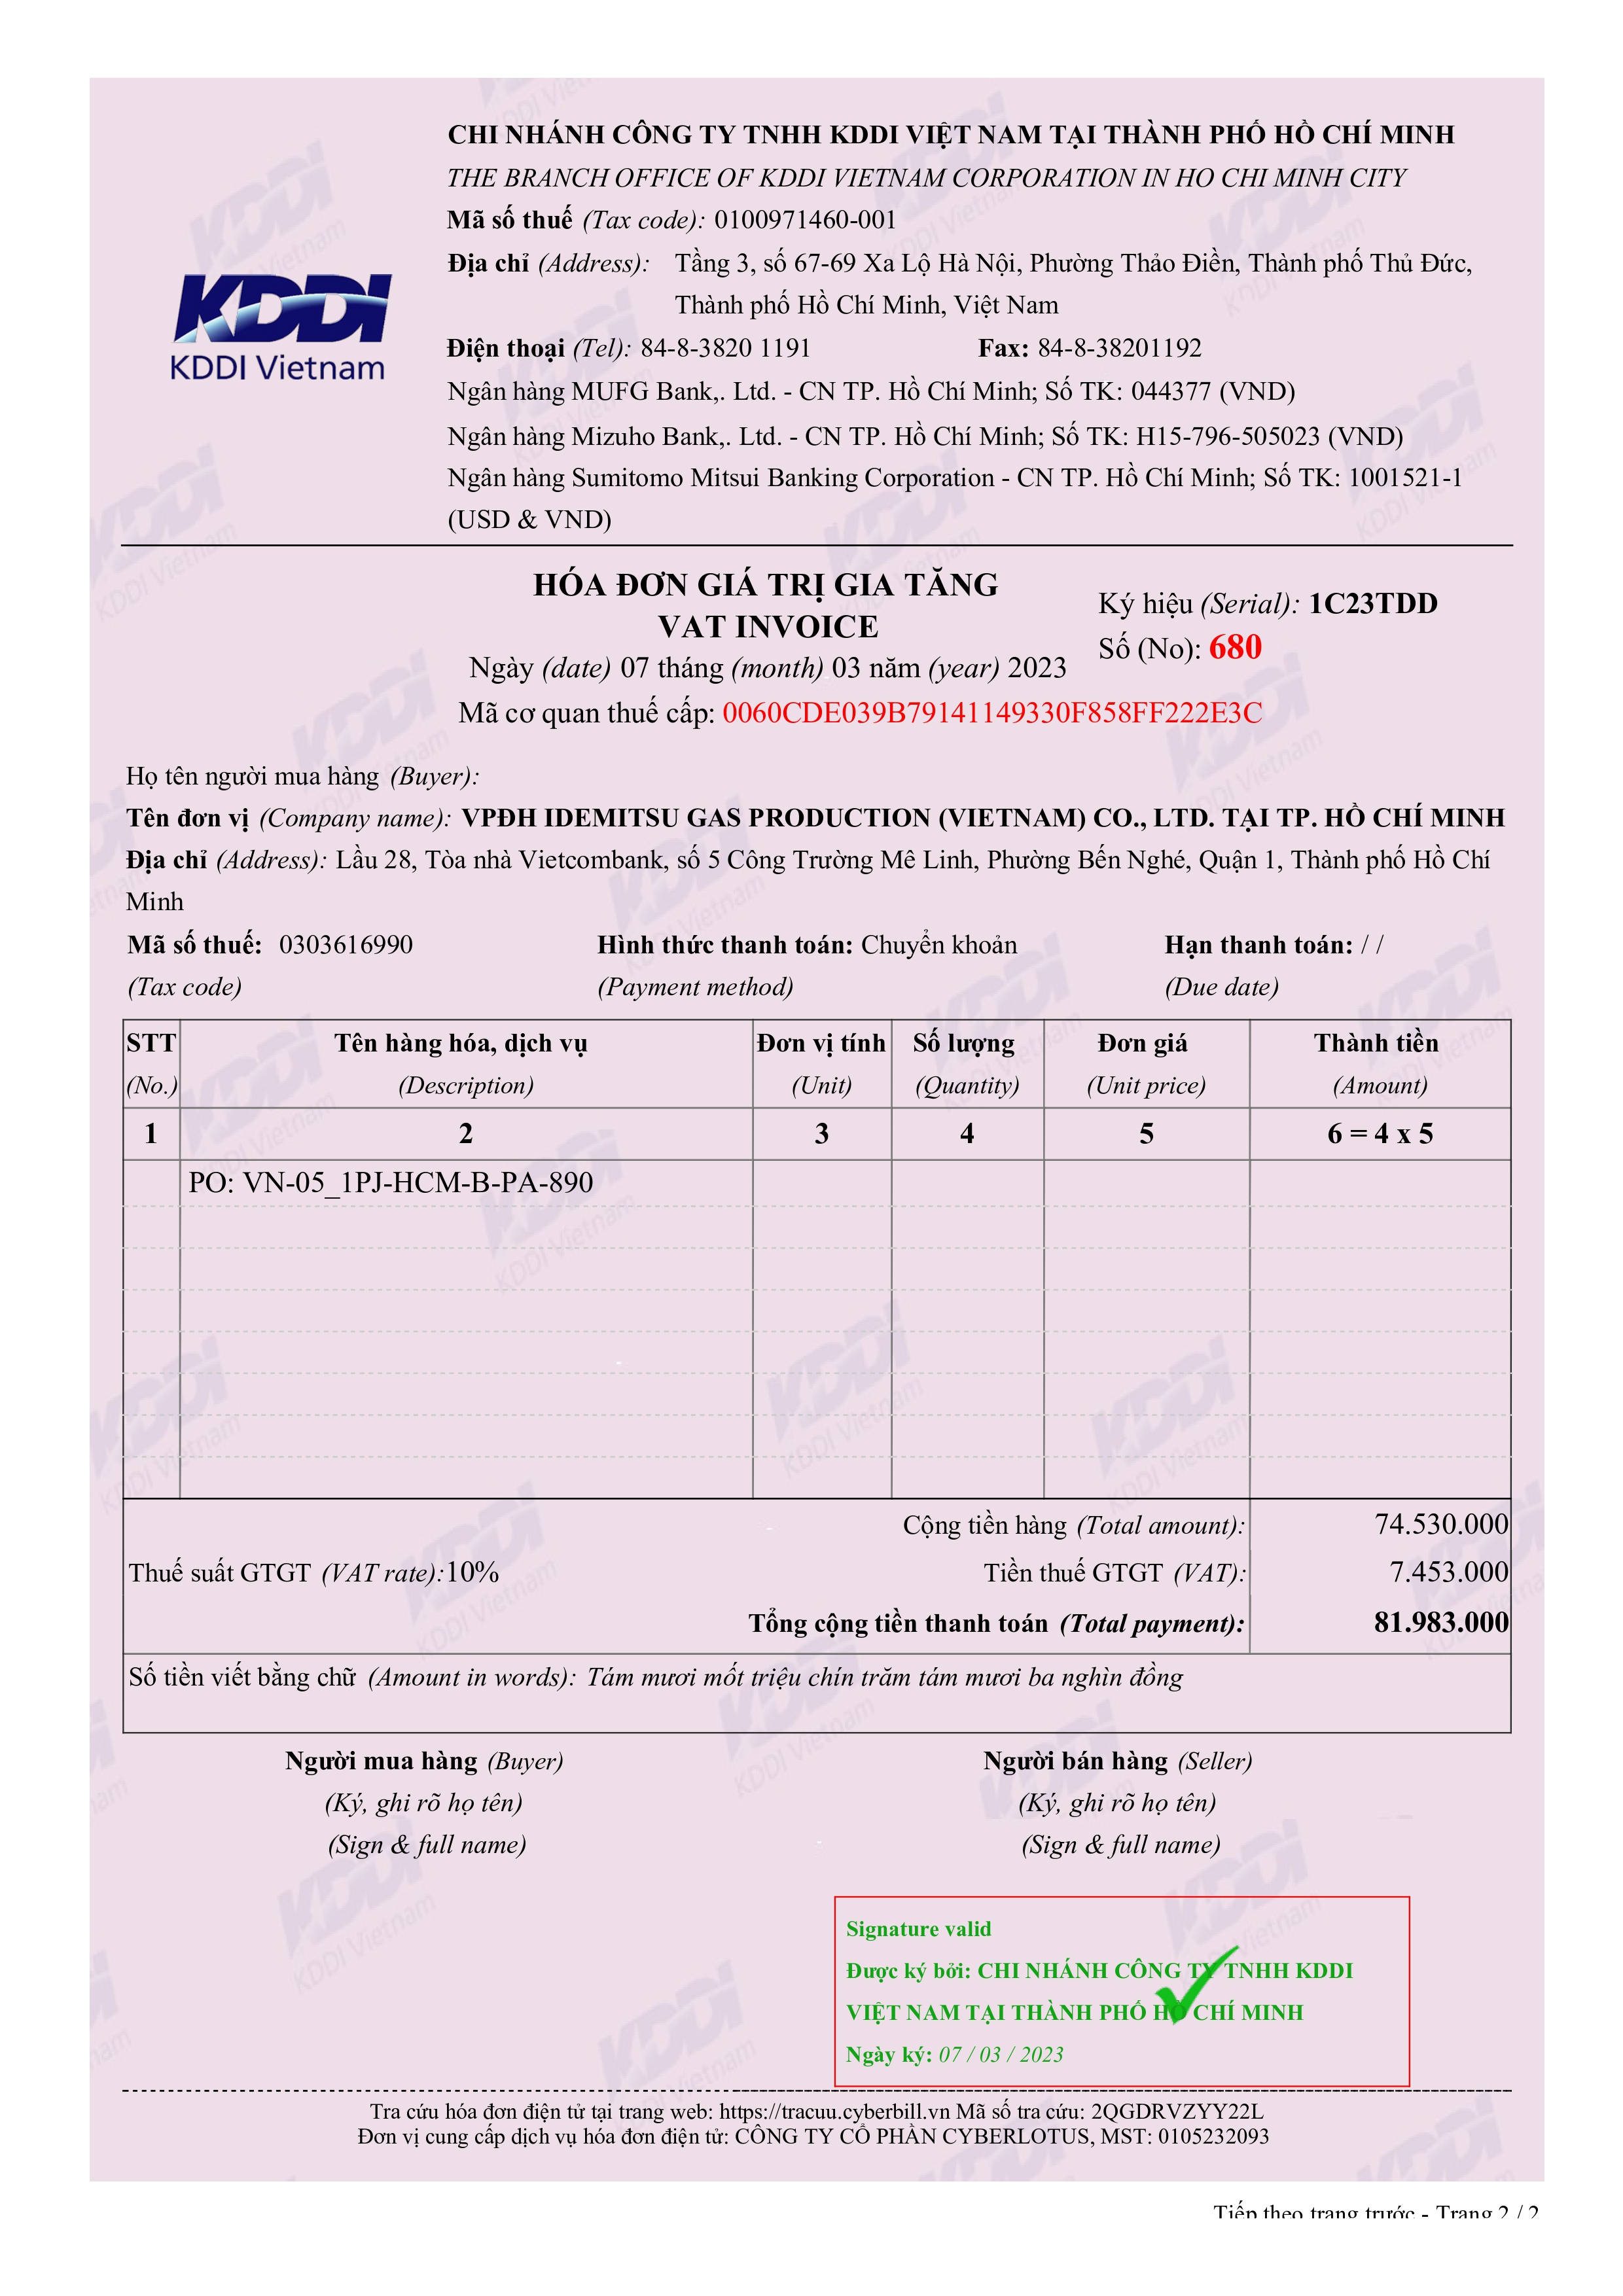 CHI NHÁNH CÔNG TY TNHH KDDI VIỆT NAM TẠI THÀNH PHỐ HỒ CHÍ MINH
THE BRANCH OFFICE OF KDDI VIETNAM CORPORATION IN HO CHI MINH CITY
Mã số thuế (Tax code): 0100971460-001
Địa chỉ (Address): Tầng 3, số 67-69 Xa Lộ Hà Nội, Phường Thảo Điền, Thành phố Thủ Đức,
Thành phố Hồ Chí Minh, Việt Nam
KDDI
KDDI Vietnam
Điện thoại (Tel): 84-8-3820 1191 Fax: 84-8-38201192
Ngân hàng MUFG Bank,. Ltd. - CN TP. Hồ Chí Minh; Số TK: 044377 (VND)
Ngân hàng Mizuho Bank,. Ltd. - CN TP. Hồ Chí Minh; Số TK: H15-796-505023 (VND)
Ngân hàng Sumitomo Mitsui Banking Corporation - CN TP. Hồ Chí Minh; Số TK: 1001521-1
(USD & VND)
HÓA ĐƠN GIÁ TRỊ GIA TĂNG
VAT INVOICE
Ký hiệu (Serial): 1C23TDD
Số (No): 680
Ngày (date) 07 tháng (month) 03 năm (year) 2023
Mã cơ quan thuế cấp: 0060CDE039B79141149330F858FF222E3C
Họ tên người mua hàng (Buyer):
Tên đơn vị (Company name): VPĐH IDEMITSU GAS PRODUCTION (VIETNAM) CO., LTD. TẠI TP. HỒ CHÍ MINH
Địa chỉ (Address): Lầu 28, Tòa nhà Vietcombank, số 5 Công Trường Mê Linh, Phường Bến Nghé, Quận 1, Thành phố Hồ Chí
Minh
Mã số thuế: 0303616990 Hình thức thanh toán: Chuyển khoản Hạn thanh toán: / /
(Tax code) (Payment method) (Due date)
STT Tên hàng hóa, dịch vụ Đơn vị tính Số lượng Đơn giá Thành tiền
(No.) (Description) (Unit) (Quantity) (Unit price) (Amount)
1 2 3 4 5 6 = 4 x 5
PO: VN-05_1PJ-HCM-B-PA-890
Cộng tiền hàng (Total amount): 74.530.000
Thuế suất GTGT (VAT rate):10% Tiền thuế GTGT (VAT): 7.453.000
Tổng cộng tiền thanh toán (Total payment): 81.983.000
Số tiền viết bằng chữ (Amount in words): Tám mươi mốt triệu chín trăm tám mươi ba nghìn đồng
Người mua hàng (Buyer) Người bán hàng (Seller)
(Ký, ghi rõ họ tên) (Ký, ghi rõ họ tên)
(Sign & full name) (Sign & full name)
Signature valid
Được ký bởi: CHI NHÁNH CÔNG TY TNHH KDDI
VIỆT NAM TẠI THÀNH PHỐ HỒ CHÍ MINH
Ngày ký: 07 / 03 / 2023
Tra cứu hóa đơn điện tử tại trang web: https://tracuu.cyberbill.vn Mã số tra cứu: 2QGDRVZYY22L
Đơn vị cung cấp dịch vụ hóa đơn điện tử: CÔNG TY CỔ PHẦN CYBERLOTUS, MST: 0105232093
Tiếp theo trang trước - Trang 2 / 2